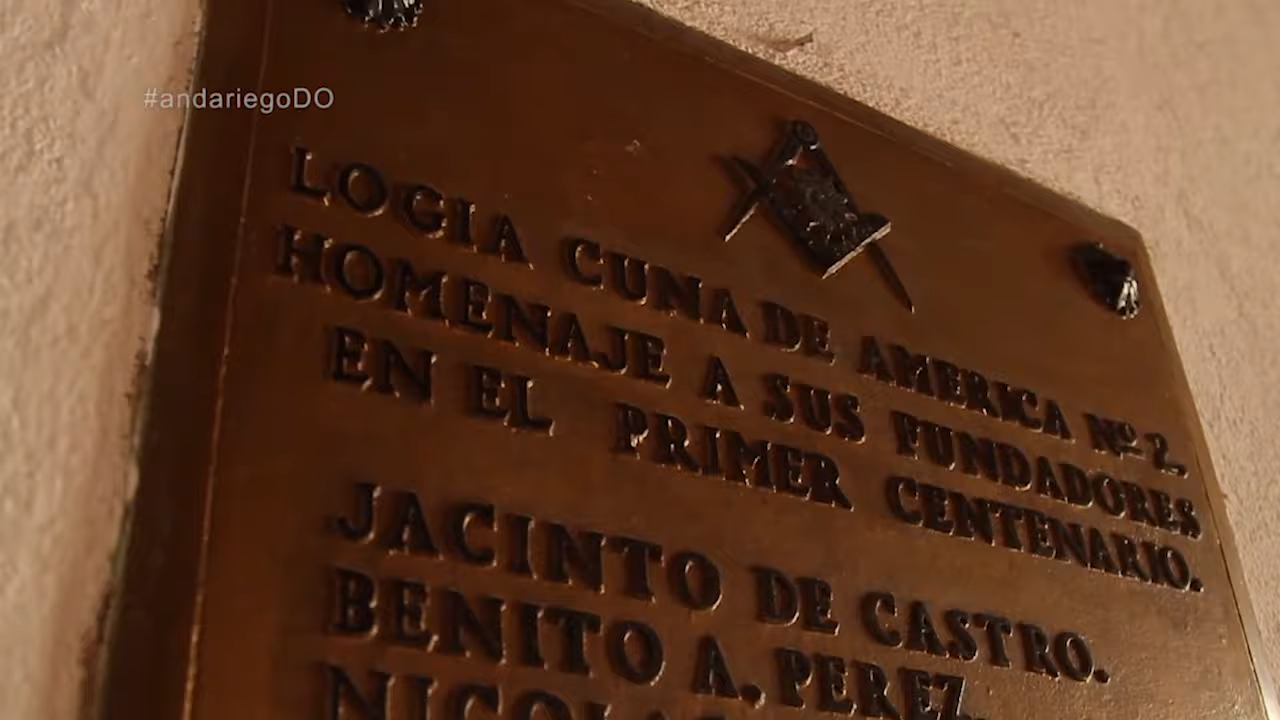 #andariegoDO
LOGIA CUNA DE AMERICA Nº 2.
HOMENAJE A SUS FUNDADORES
EN EL PRIMER CENTENARIO.
JACINTO DE CASTRO.
BENITO A. PEREZ.